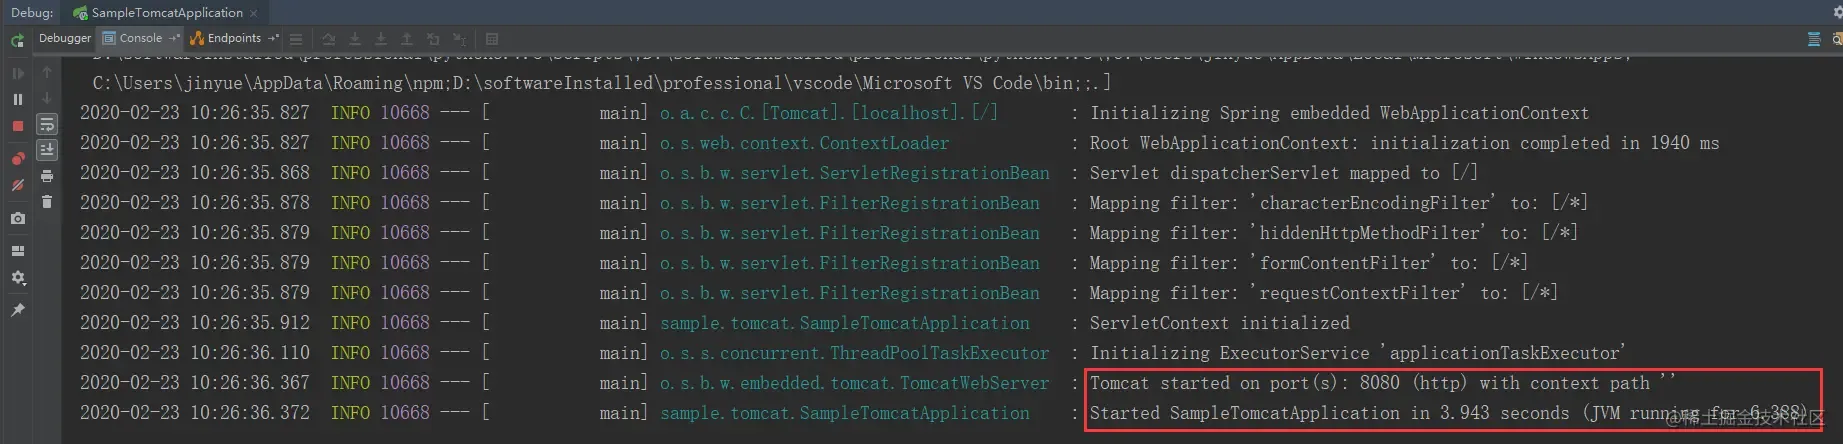 Debug: SampleTomcatApplication
Debugger Console Endpoints
C:\Users\jinyue\AppData\Roaming\npm;D:\softwareInstalled\professional\vscode\Microsoft VS Code\bin;;.]
2020-02-23 10:26:35.827 INFO 10668 --- [ main] o.a.c.c.C.[Tomcat].[localhost].[/] : Initializing Spring embedded WebApplicationContext
2020-02-23 10:26:35.827 INFO 10668 --- [ main] o.s.web.context.ContextLoader : Root WebApplicationContext: initialization completed in 1940 ms
2020-02-23 10:26:35.868 INFO 10668 --- [ main] o.s.b.w.servlet.ServletRegistrationBean : Servlet dispatcherServlet mapped to [/]
2020-02-23 10:26:35.878 INFO 10668 --- [ main] o.s.b.w.servlet.FilterRegistrationBean : Mapping filter: 'characterEncodingFilter' to: [/*]
2020-02-23 10:26:35.879 INFO 10668 --- [ main] o.s.b.w.servlet.FilterRegistrationBean : Mapping filter: 'hiddenHttpMethodFilter' to: [/*]
2020-02-23 10:26:35.879 INFO 10668 --- [ main] o.s.b.w.servlet.FilterRegistrationBean : Mapping filter: 'formContentFilter' to: [/*]
2020-02-23 10:26:35.879 INFO 10668 --- [ main] o.s.b.w.servlet.FilterRegistrationBean : Mapping filter: 'requestContextFilter' to: [/*]
2020-02-23 10:26:35.912 INFO 10668 --- [ main] sample.tomcat.SampleTomcatApplication : ServletContext initialized
2020-02-23 10:26:36.110 INFO 10668 --- [ main] o.s.s.concurrent.ThreadPoolTaskExecutor : Initializing ExecutorService 'applicationTaskExecutor'
2020-02-23 10:26:36.367 INFO 10668 --- [ main] o.s.b.w.embedded.tomcat.TomcatWebServer : Tomcat started on port(s): 8080 (http) with context path ''
2020-02-23 10:26:36.372 INFO 10668 --- [ main] sample.tomcat.SampleTomcatApplication : Started SampleTomcatApplication in 3.943 seconds (JVM running for 6.388)
@稀土掘金技术社区